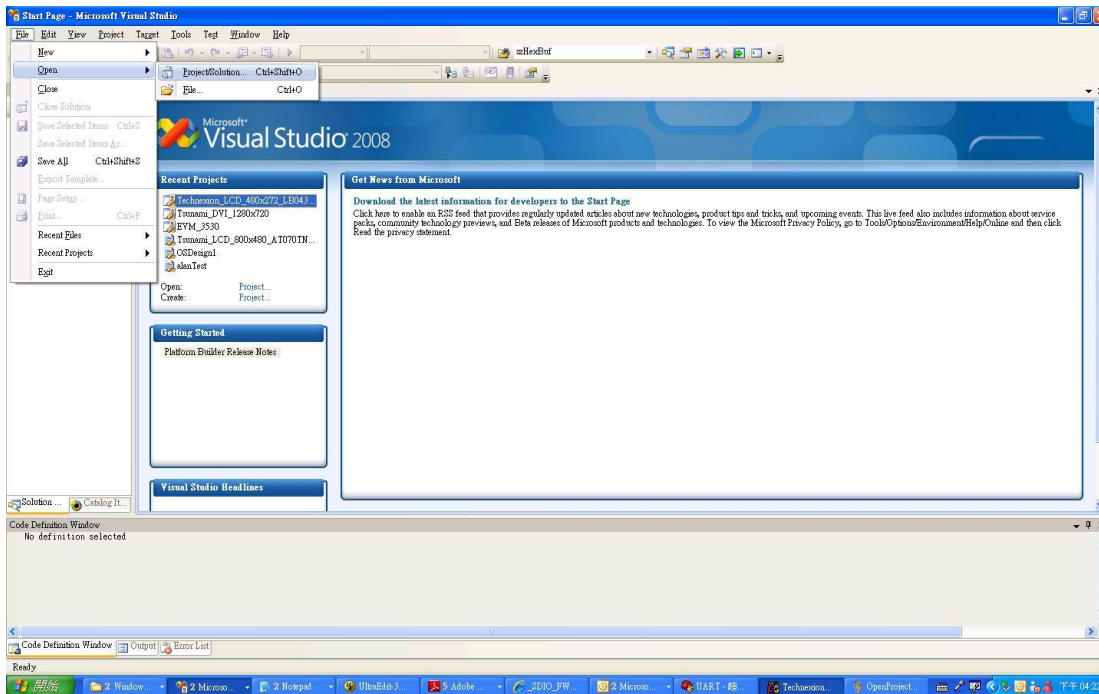 Start Page - Microsoft Visual Studio
File Edit View Project Target Tools Test Window Help
szHexBuf
New
Open
Close
Close Solution
Save Selected Items Ctrl+S
Save Selected Items As...
Save All Ctrl+Shift+S
Export Template...
Page Setup...
Print... Ctrl+P
Recent Files
Recent Projects
Exit
Project/Solution... Ctrl+Shift+O
File... Ctrl+O
Microsoft
Visual Studio 2008
Recent Projects
Technexion_LCD_480x272_LB043...
Tsunami_DVI_1280x720
EVM_3530
Tsunami_LCD_800x480_AT070TN...
OSDesign1
alanTest
Open: Project...
Create: Project...
Getting Started
Platform Builder Release Notes
Visual Studio Headlines
Get News from Microsoft
Download the latest information for developers to the Start Page
Click here to enable an RSS feed that provides regularly updated articles about new technologies, product tips and tricks, and upcoming events. This live feed also includes information about service
packs, community technology previews, and Beta releases of Microsoft products and technologies. To view the Microsoft Privacy Policy, go to Tools/Options/Environment/Help/Online and then click
Read the privacy statement.
Solution ... Catalog It...
Code Definition Window
No definition selected
Code Definition Window Output Error List
Ready
開始 2 Window... 2 Microso... 2 Notepad UltraEdit-3... 5 Adobe ... _SDIO_FW... 2 Microso... UART - 超... Technexion... OpenProject... 下午 04:2